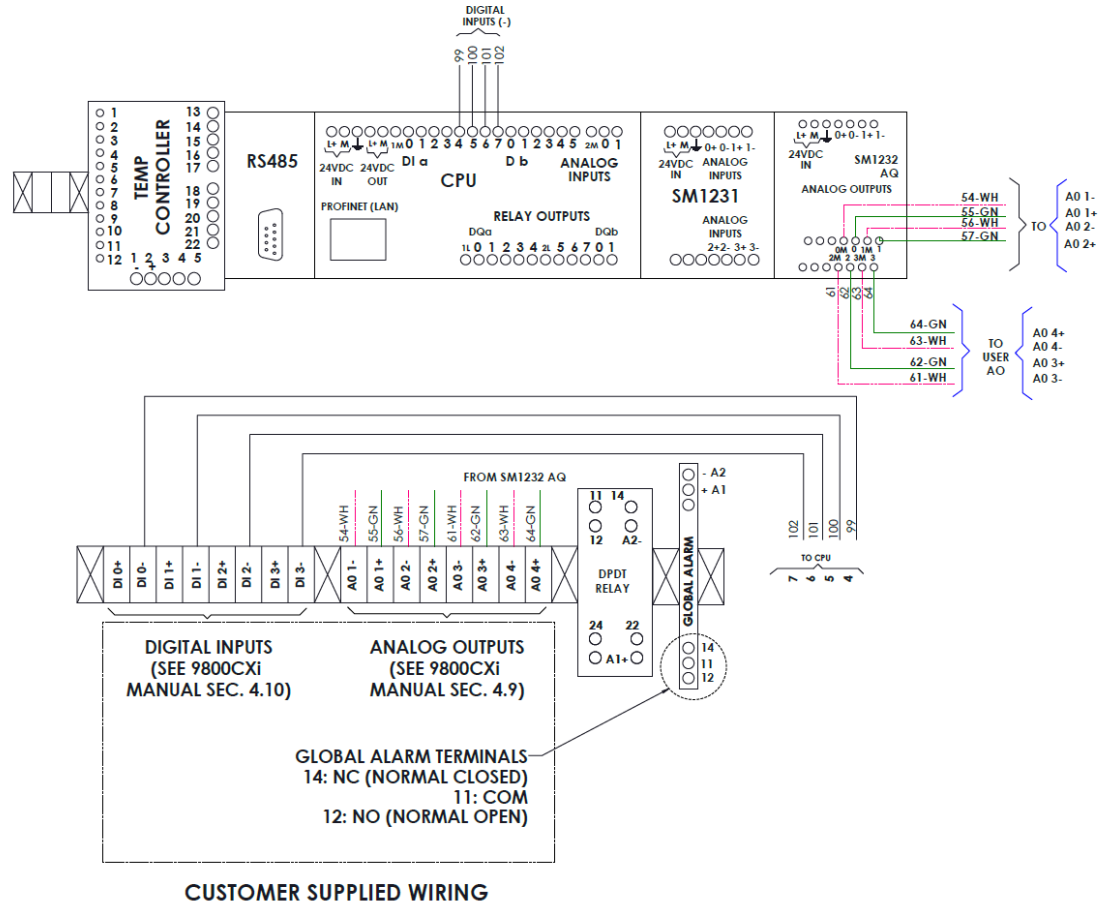 DIGITAL
INPUTS (-)
99
100
101
102
1
2
3
4
5
6
7
8
9
10
11
12
TEMP
CONTROLLER
13
14
15
16
17
18
19
20
21
22
1 2 3 4 5
- +
RS485
L+ M L+ M 1M 0 1 2 3 4 5 6 7 0 1 2 3 4 5 2M 0 1
24VDC
IN
24VDC
OUT
DI a
D b
ANALOG
INPUTS
CPU
PROFINET (LAN)
RELAY OUTPUTS
DQa
DQb
1L 0 1 2 3 4 2L 5 6 7 0 1
L+ M 0+ 0- 1+ 1-
24VDC
IN
ANALOG
INPUTS
SM1231
ANALOG
INPUTS
2+ 2- 3+ 3-
L+ M 0+ 0- 1+ 1-
24VDC
IN
SM1232
AQ
ANALOG OUTPUTS
0M 0 1M 1
2M 2 3M 3
54-WH
55-GN
56-WH
57-GN
TO
A0 1-
A0 1+
A0 2-
A0 2+
61
62
63
64
64-GN
63-WH
62-GN
61-WH
TO
USER
AO
A0 4+
A0 4-
A0 3+
A0 3-
FROM SM1232 AQ
54-WH
55-GN
56-WH
57-GN
61-WH
62-GN
63-WH
64-GN
DI 0+
DI 0-
DI 1+
DI 1-
DI 2+
DI 2-
DI 3+
DI 3-
A0 1-
A0 1+
A0 2-
A0 2+
A0 3-
A0 3+
A0 4-
A0 4+
11 14
12 A2-
DPDT
RELAY
24 22
A1+
- A2
+ A1
GLOBAL ALARM
14
11
12
102
101
100
99
TO CPU
7
6
5
4
DIGITAL INPUTS
(SEE 9800CXi
MANUAL SEC. 4.10)
ANALOG OUTPUTS
(SEE 9800CXi
MANUAL SEC. 4.9)
GLOBAL ALARM TERMINALS
14: NC (NORMAL CLOSED)
11: COM
12: NO (NORMAL OPEN)
CUSTOMER SUPPLIED WIRING